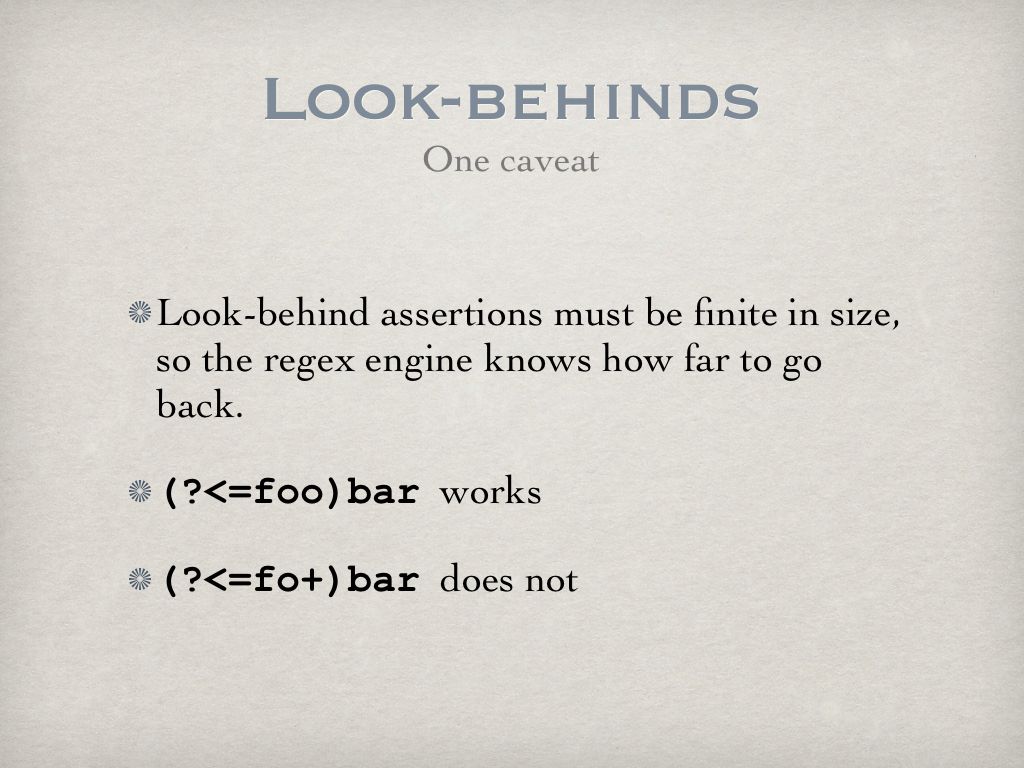 Look-behinds
One caveat
Look-behind assertions must be finite in size,
so the regex engine knows how far to go
back.
(?<=foo)bar works
(?<=fo+)bar does not